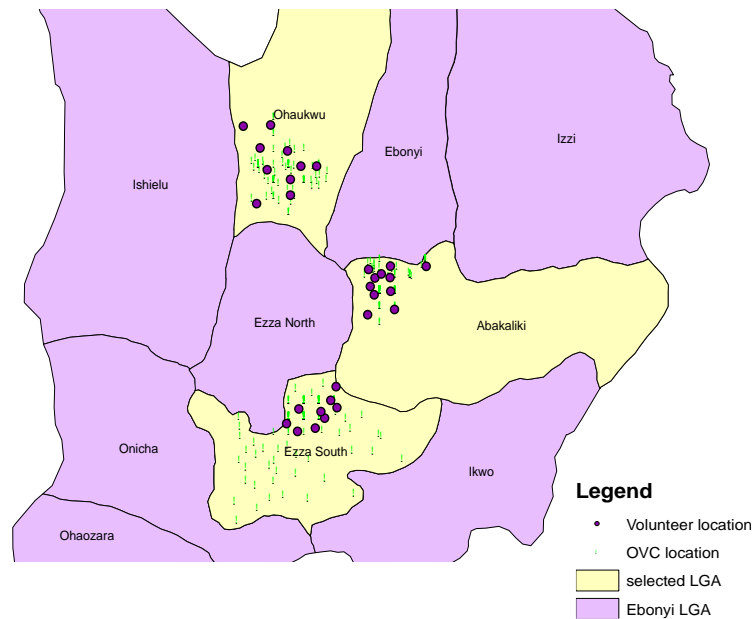 Ohaukwu
Izzi
Ebonyi
Ishielu
Ezza North
Abakaliki
Onicha
Ezza South
Ikwo
Ohaozara
Legend
Volunteer location
OVC location
selected LGA
Ebonyi LGA